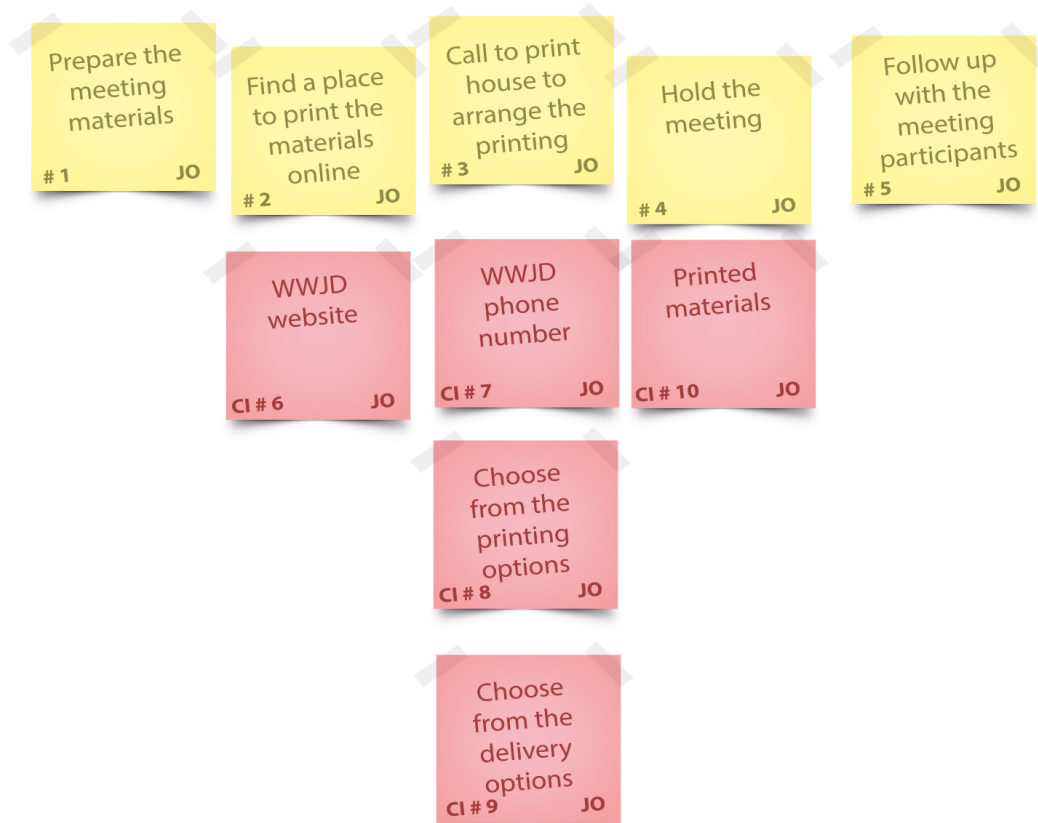 Prepare the
meeting
materials
# 1 JO
Find a place
to print the
materials
online
# 2 JO
Call to print
house to
arrange the
printing
# 3 JO
Hold the
meeting
# 4 JO
Follow up
with the
meeting
participants
# 5 JO
WWJD
website
CI # 6 JO
WWJD
phone
number
CI # 7 JO
Printed
materials
CI # 10 JO
Choose
from the
printing
options
CI # 8 JO
Choose
from the
delivery
options
CI # 9 JO